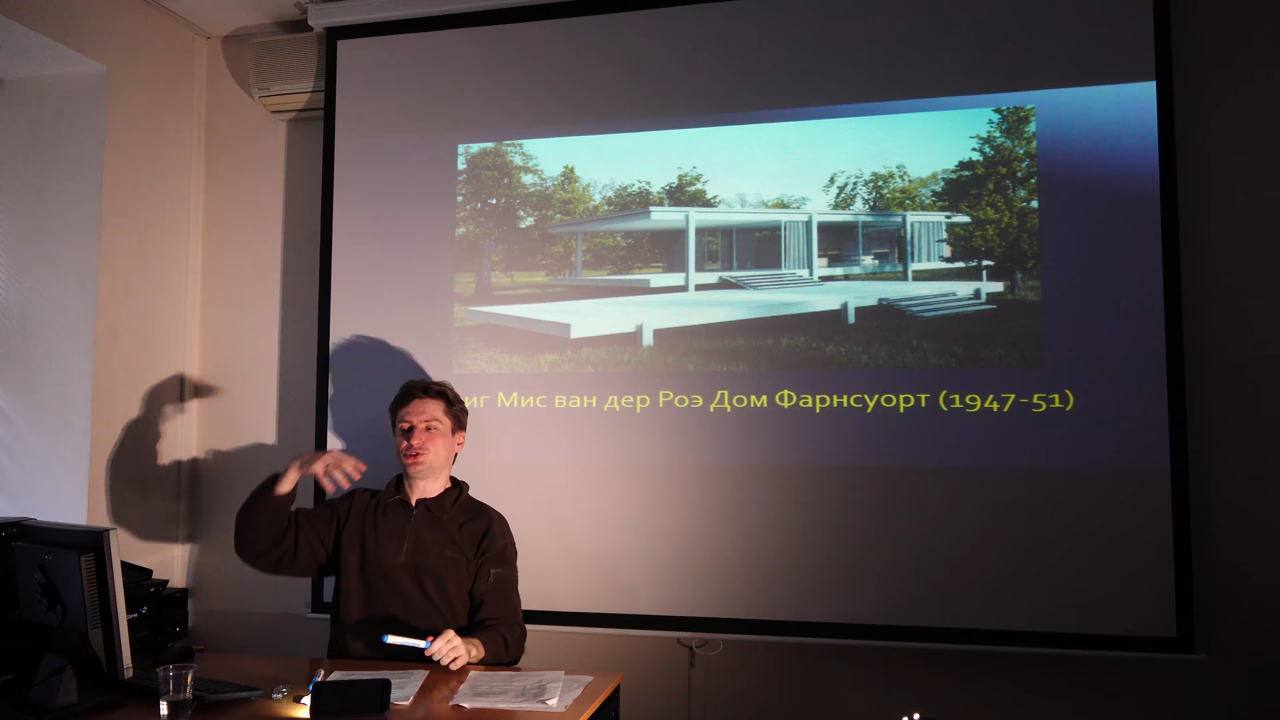 иг Мис ван дер Роэ Дом Фарнсуорт (1947-51)